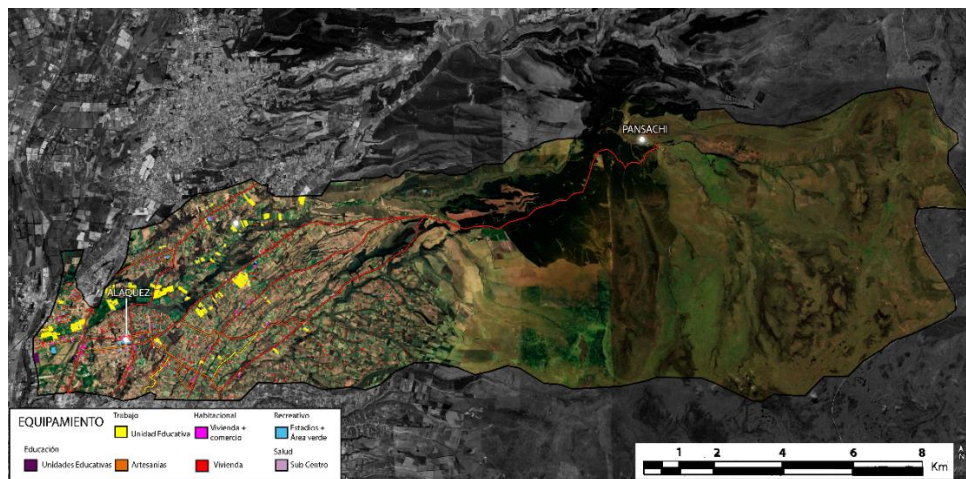 PANSACHI
ALAQUEZ
EQUIPAMIENTO
Trabajo
Habitacional
Recreativo
Unidad Educativa
Vivienda +
comercio
Estadios +
Área verde
Educación
Salud
Unidades Educativas
Artesanías
Vivienda
Sub Centro
1 2 4 6 8
Km
N